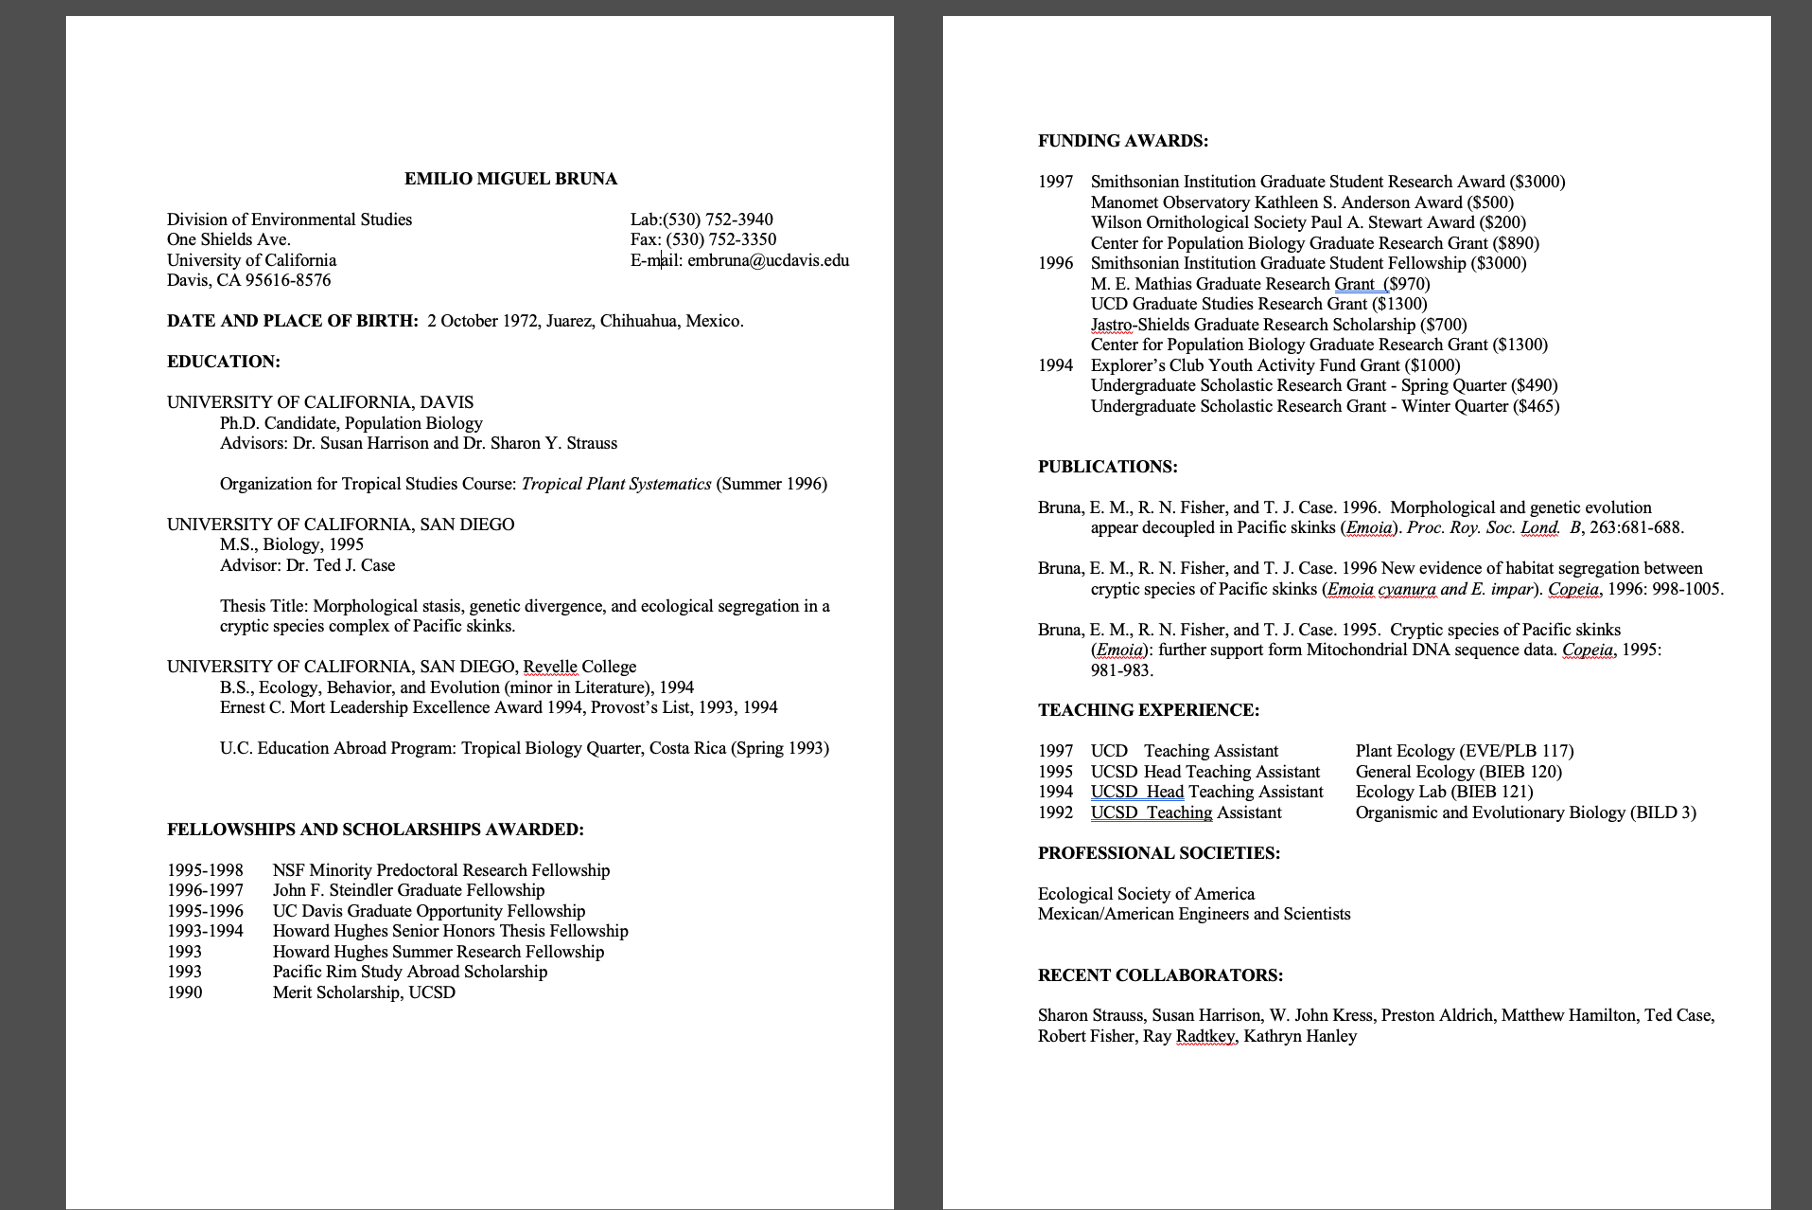 EMILIO MIGUEL BRUNA
Division of Environmental Studies Lab:(530) 752-3940
One Shields Ave. Fax: (530) 752-3350
University of California E-mail: embruna@ucdavis.edu
Davis, CA 95616-8576
DATE AND PLACE OF BIRTH: 2 October 1972, Juarez, Chihuahua, Mexico.
EDUCATION:
UNIVERSITY OF CALIFORNIA, DAVIS
Ph.D. Candidate, Population Biology
Advisors: Dr. Susan Harrison and Dr. Sharon Y. Strauss
Organization for Tropical Studies Course: Tropical Plant Systematics (Summer 1996)
UNIVERSITY OF CALIFORNIA, SAN DIEGO
M.S., Biology, 1995
Advisor: Dr. Ted J. Case
Thesis Title: Morphological stasis, genetic divergence, and ecological segregation in a
cryptic species complex of Pacific skinks.
UNIVERSITY OF CALIFORNIA, SAN DIEGO, Revelle College
B.S., Ecology, Behavior, and Evolution (minor in Literature), 1994
Ernest C. Mort Leadership Excellence Award 1994, Provost's List, 1993, 1994
U.C. Education Abroad Program: Tropical Biology Quarter, Costa Rica (Spring 1993)
FELLOWSHIPS AND SCHOLARSHIPS AWARDED:
1995-1998 NSF Minority Predoctoral Research Fellowship
1996-1997 John F. Steindler Graduate Fellowship
1995-1996 UC Davis Graduate Opportunity Fellowship
1993-1994 Howard Hughes Senior Honors Thesis Fellowship
1993 Howard Hughes Summer Research Fellowship
1993 Pacific Rim Study Abroad Scholarship
1990 Merit Scholarship, UCSD
FUNDING AWARDS:
1997 Smithsonian Institution Graduate Student Research Award ($3000)
Manomet Observatory Kathleen S. Anderson Award ($500)
Wilson Ornithological Society Paul A. Stewart Award ($200)
Center for Population Biology Graduate Research Grant ($890)
1996 Smithsonian Institution Graduate Student Fellowship ($3000)
M. E. Mathias Graduate Research Grant ($970)
UCD Graduate Studies Research Grant ($1300)
Jastro-Shields Graduate Research Scholarship ($700)
Center for Population Biology Graduate Research Grant ($1300)
1994 Explorer's Club Youth Activity Fund Grant ($1000)
Undergraduate Scholastic Research Grant - Spring Quarter ($490)
Undergraduate Scholastic Research Grant - Winter Quarter ($465)
PUBLICATIONS:
Bruna, E. M., R. N. Fisher, and T. J. Case. 1996. Morphological and genetic evolution
appear decoupled in Pacific skinks (Emoia). Proc. Roy. Soc. Lond. B, 263:681-688.
Bruna, E. M., R. N. Fisher, and T. J. Case. 1996 New evidence of habitat segregation between
cryptic species of Pacific skinks (Emoia cyanura and E. impar). Copeia, 1996: 998-1005.
Bruna, E. M., R. N. Fisher, and T. J. Case. 1995. Cryptic species of Pacific skinks
(Emoia): further support form Mitochondrial DNA sequence data. Copeia, 1995:
981-983.
TEACHING EXPERIENCE:
1997 UCD Teaching Assistant Plant Ecology (EVE/PLB 117)
1995 UCSD Head Teaching Assistant General Ecology (BIEB 120)
1994 UCSD Head Teaching Assistant Ecology Lab (BIEB 121)
1992 UCSD Teaching Assistant Organismic and Evolutionary Biology (BILD 3)
PROFESSIONAL SOCIETIES:
Ecological Society of America
Mexican/American Engineers and Scientists
RECENT COLLABORATORS:
Sharon Strauss, Susan Harrison, W. John Kress, Preston Aldrich, Matthew Hamilton, Ted Case,
Robert Fisher, Ray Radtkey, Kathryn Hanley